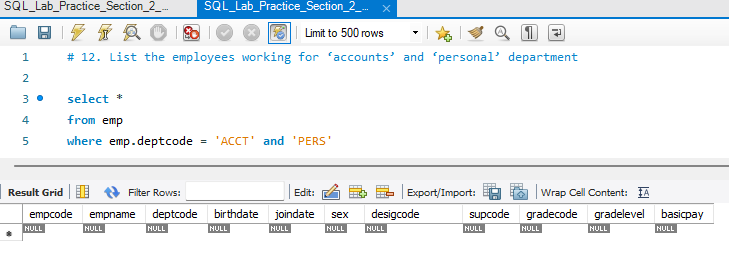 SQL_Lab_Practice_Section_2_... SQL_Lab_Practice_Section_2_...
Limit to 500 rows
1 # 12. List the employees working for ‘accounts’ and ‘personal’ department
2
3 select *
4 from emp
5 where emp.deptcode = 'ACCT' and 'PERS'
Result Grid Filter Rows: Edit: Export/Import: Wrap Cell Content:
empcode empname deptcode birthdate joindate sex desigcode supcode gradecode gradelevel basicpay
NULL NULL NULL NULL NULL NULL NULL NULL NULL NULL NULL